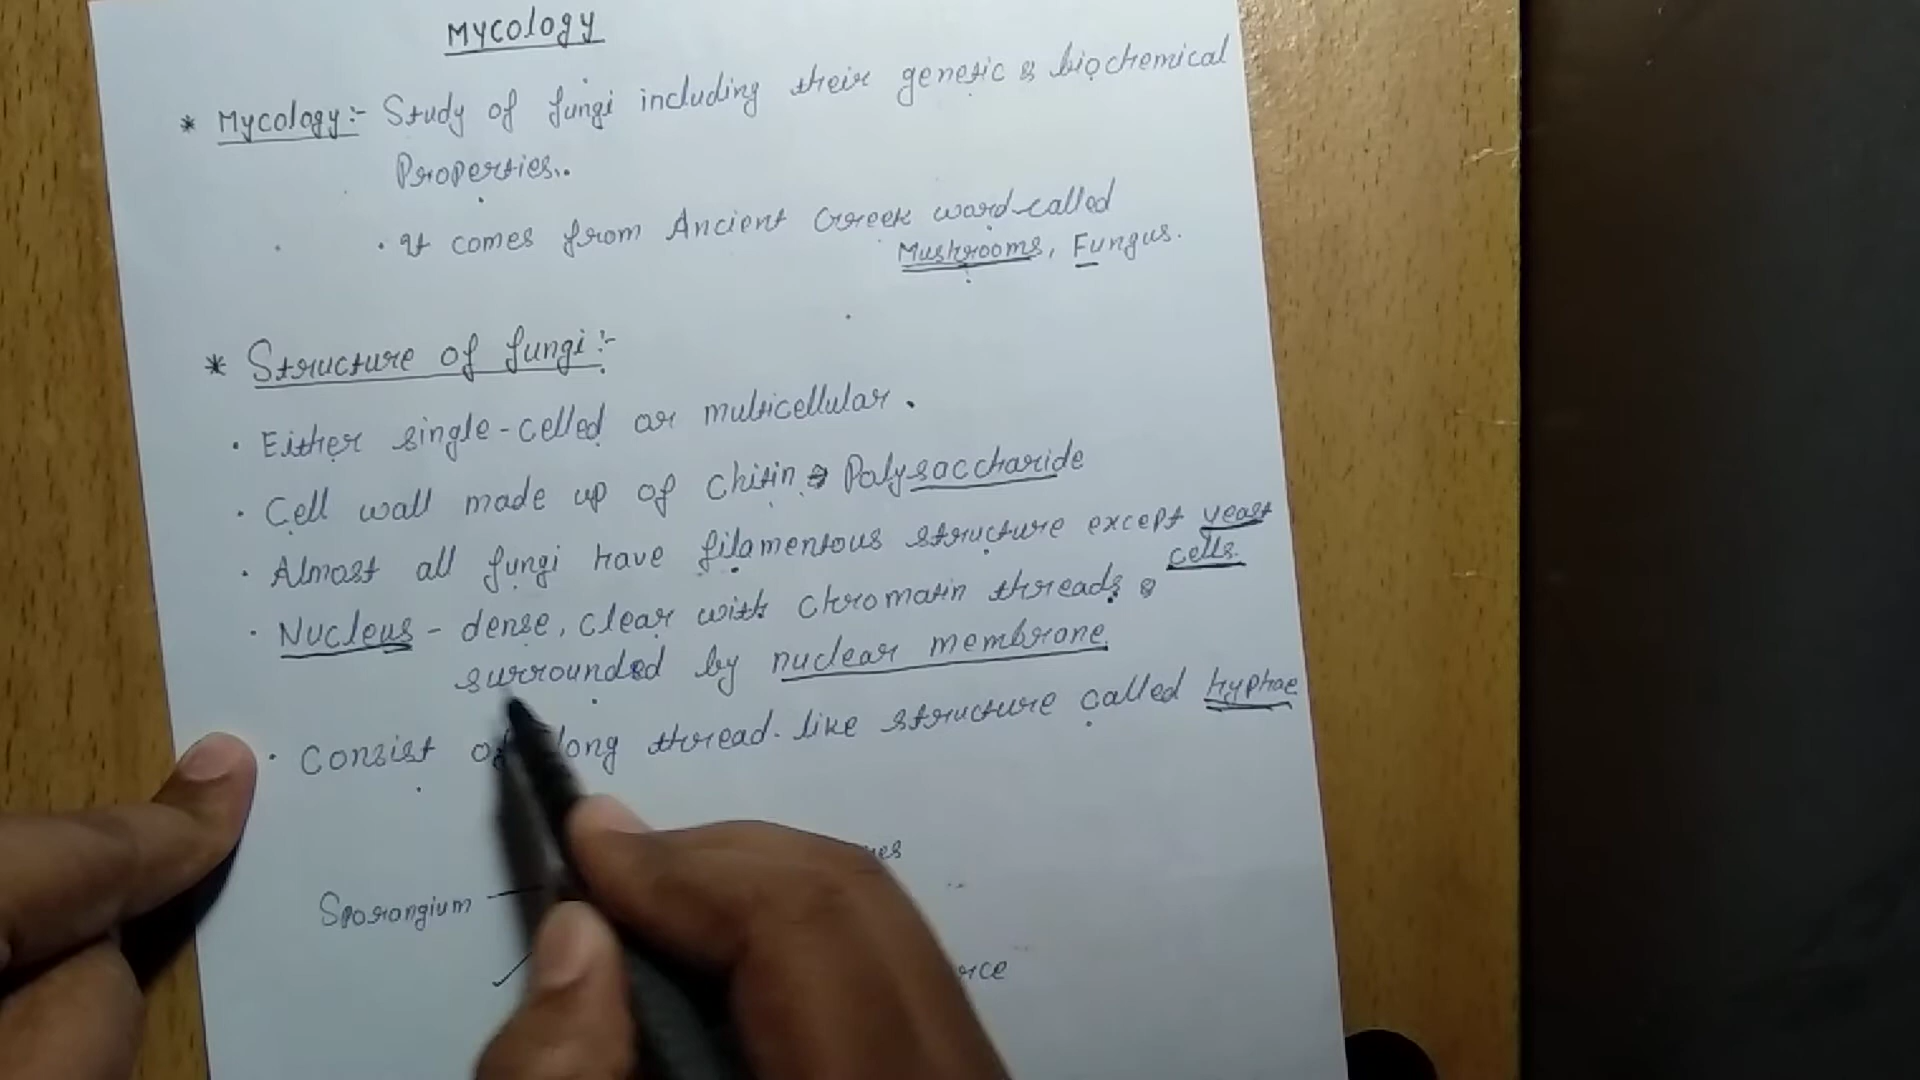 Mycology
* Mycology:- Study of fungi including their genetic & biochemical
Properties..
• It comes from Ancient Greek word-called
Mushrooms, Fungus.
* Structure of fungi:-
• Either single-celled or multicellular.
• Cell wall made up of chitin → Polysaccharide
• Almost all fungi have filamentous structure except yeast
cells.
• Nucleus - dense, clear with chromatin threads &
surrounded by nuclear membrane.
• Consist of long thread-like structure called hyphae
Sporangium